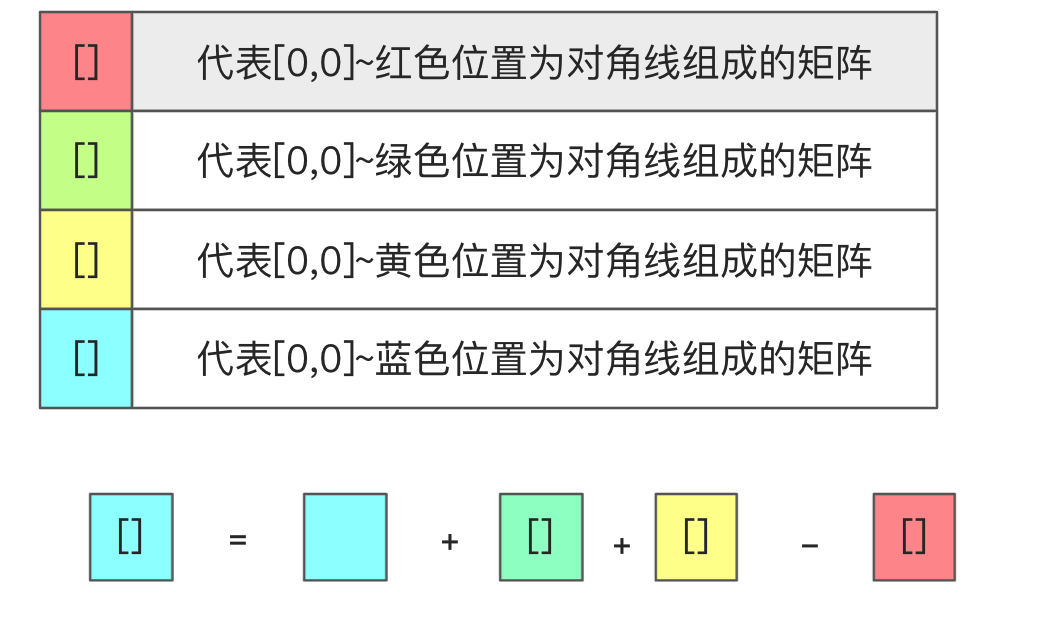 [] 代表[0,0]~红色位置为对角线组成的矩阵
[] 代表[0,0]~绿色位置为对角线组成的矩阵
[] 代表[0,0]~黄色位置为对角线组成的矩阵
[] 代表[0,0]~蓝色位置为对角线组成的矩阵
[] = + [] + [] − []